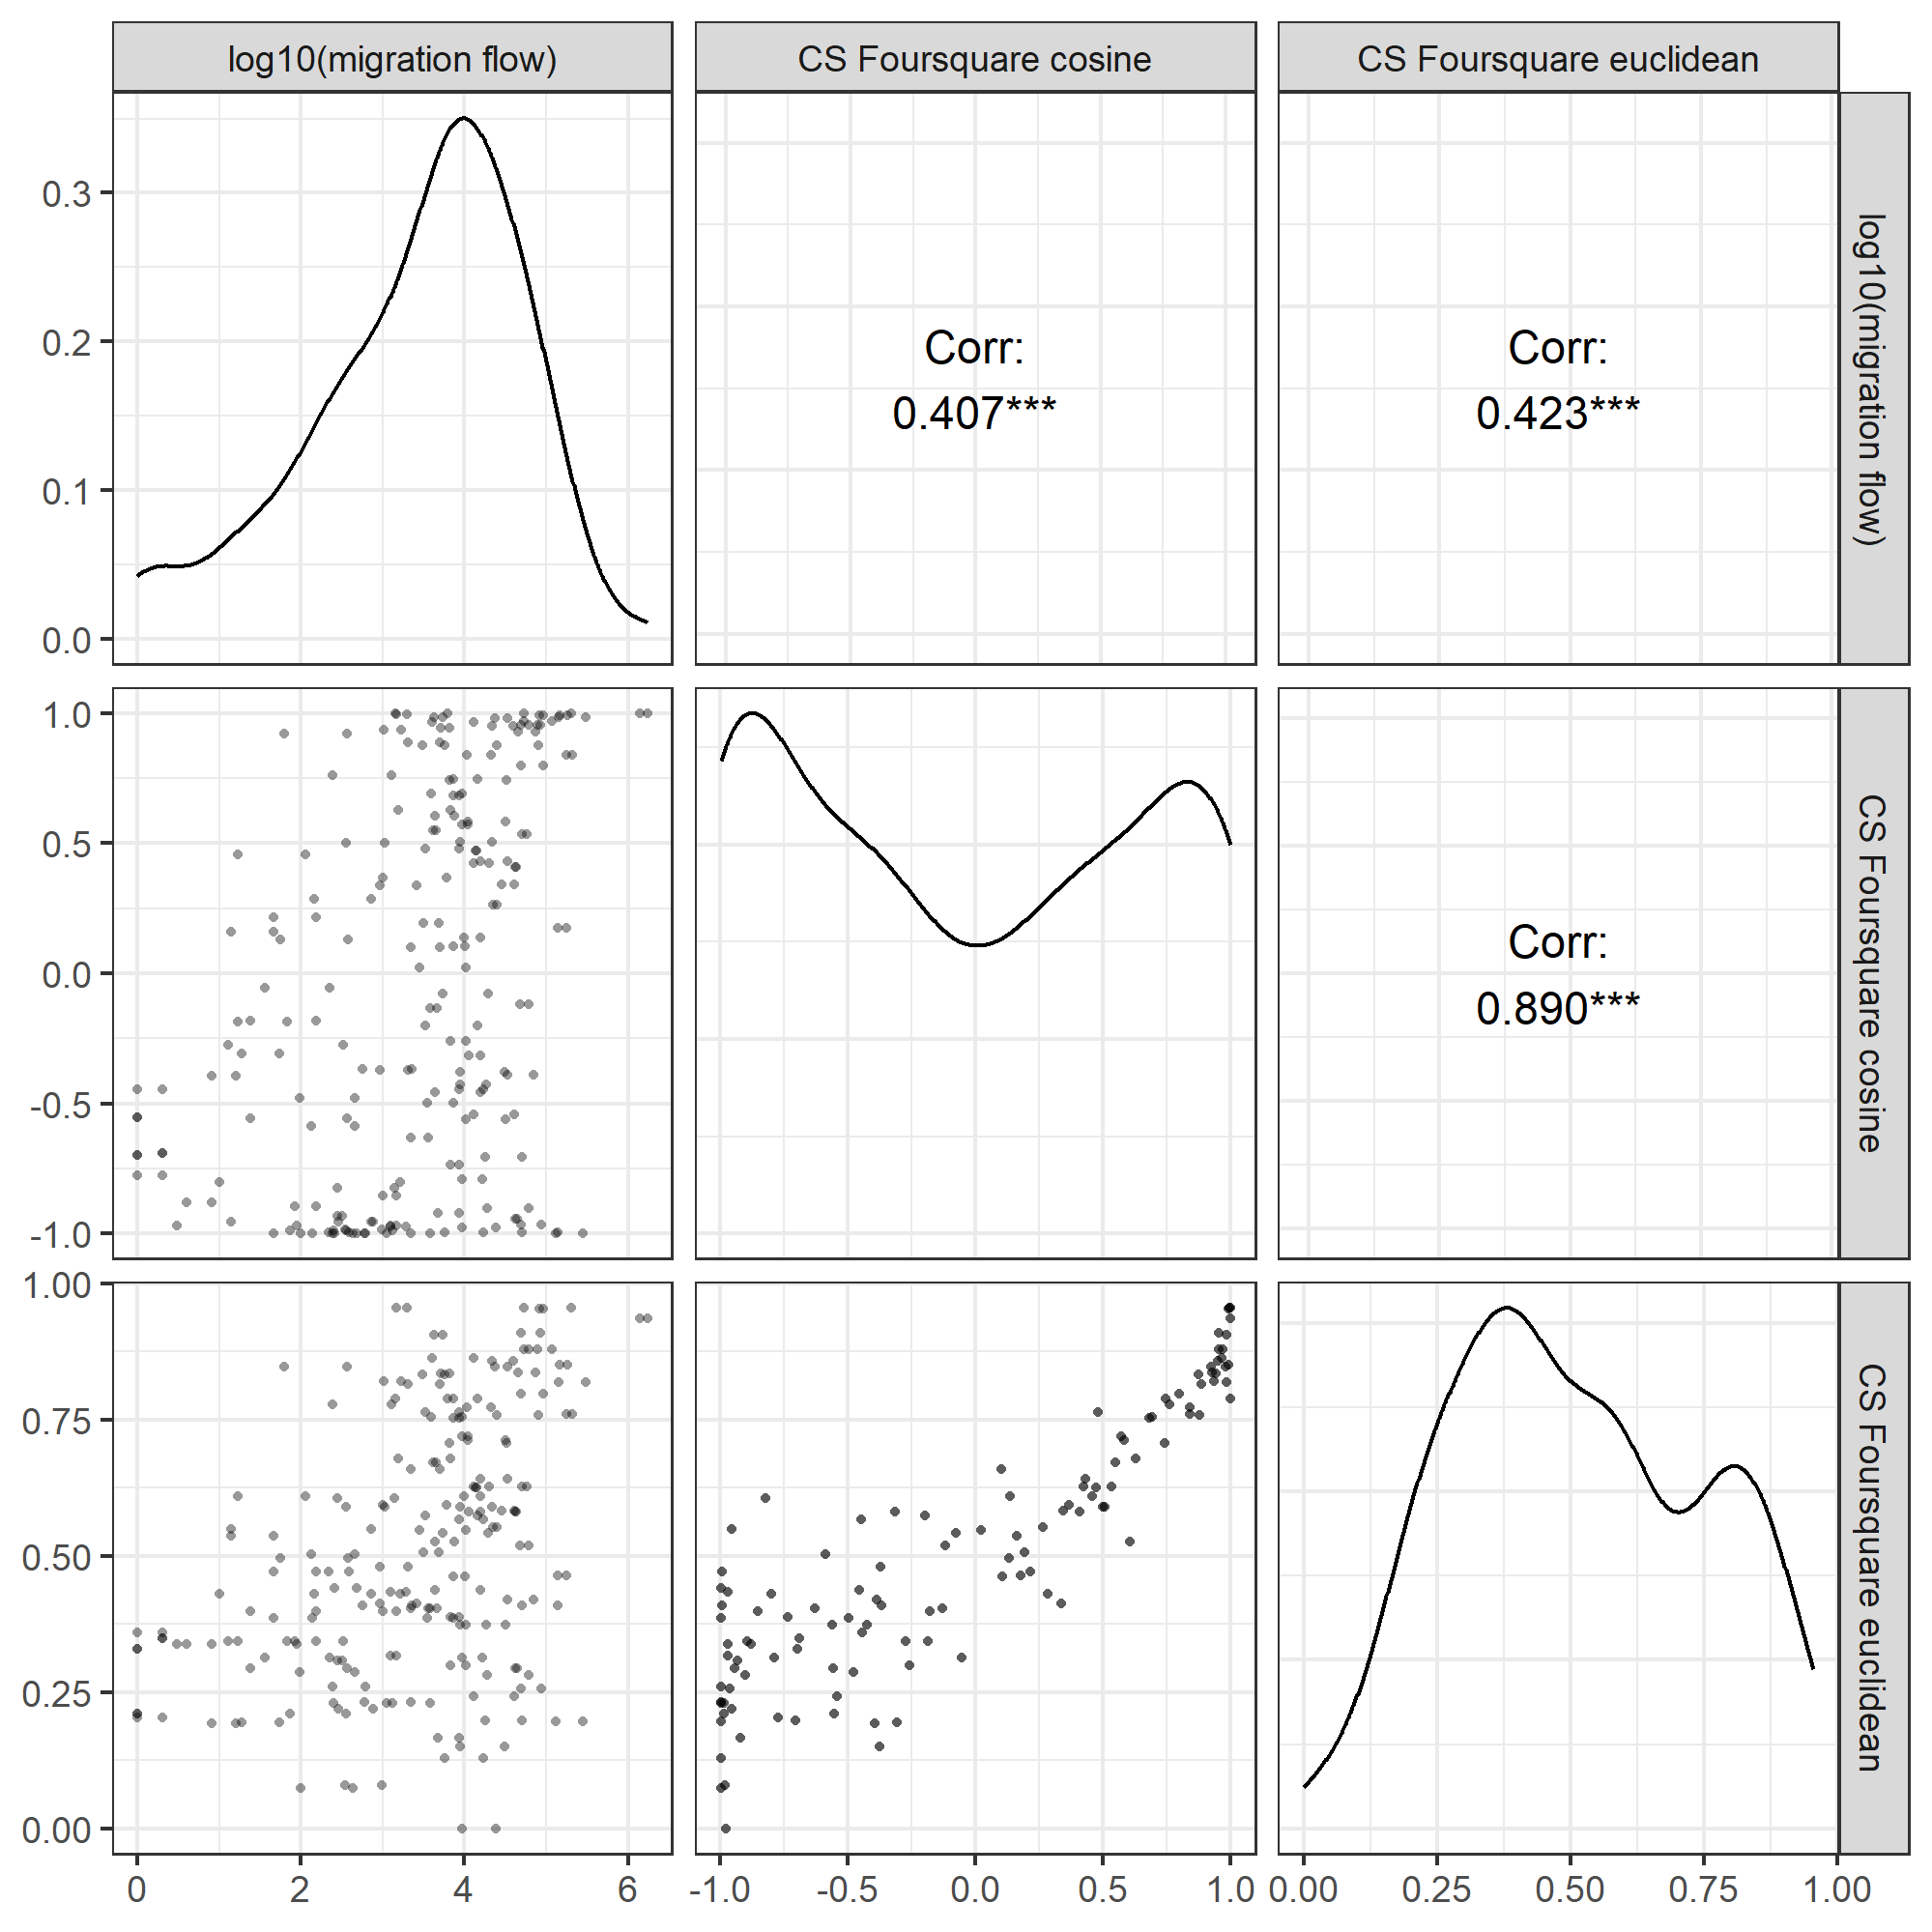 log10(migration flow)
CS Foursquare cosine
CS Foursquare euclidean
0.3
0.2
0.1
0.0
Corr:
0.407***
Corr:
0.423***
log10(migration flow)
1.0
0.5
0.0
-0.5
-1.0
Corr:
0.890***
CS Foursquare cosine
1.00
0.75
0.50
0.25
0.00
CS Foursquare euclidean
0 2 4 6
-1.0 -0.5 0.0 0.5 1.0
0.00 0.25 0.50 0.75 1.00